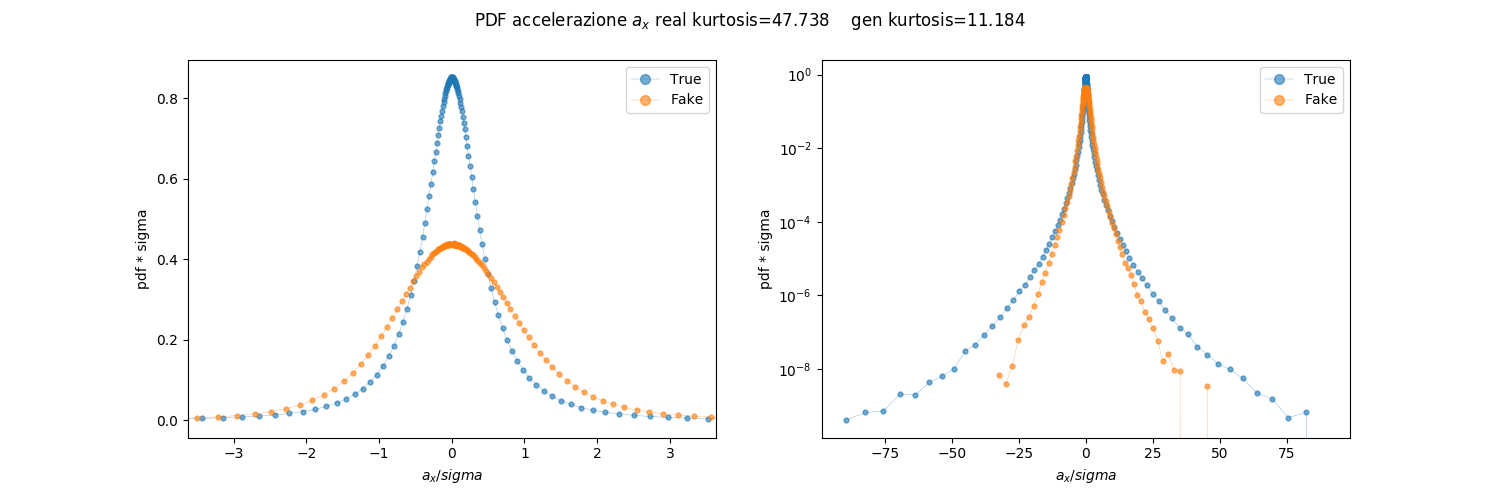 PDF accelerazione a_x real kurtosis=47.738    gen kurtosis=11.184
True
Fake
pdf * sigma
0.8
0.6
0.4
0.2
0.0
−3
−2
−1
0
1
2
3
a_x/sigma
True
Fake
pdf * sigma
10^0
10^−2
10^−4
10^−6
10^−8
−75
−50
−25
0
25
50
75
a_x/sigma